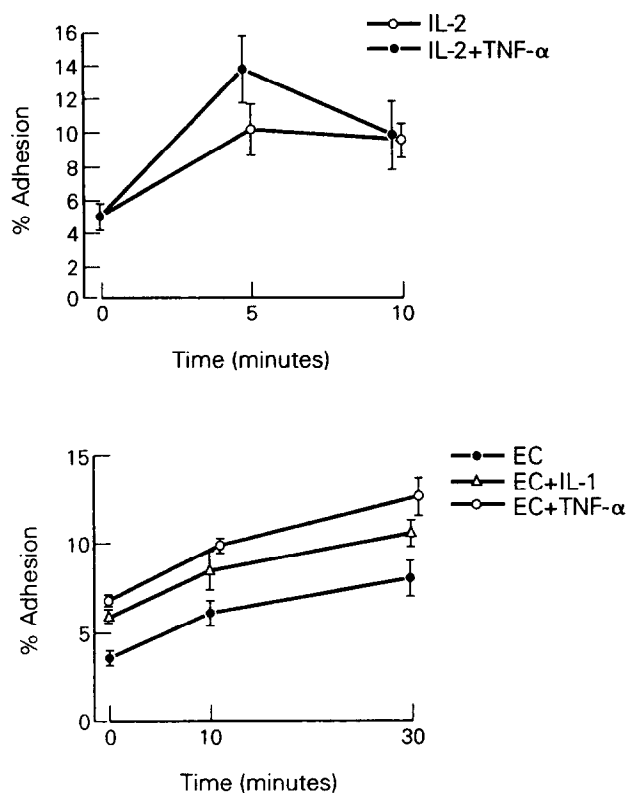 IL-2
IL-2+TNF-α
% Adhesion
16
14
12
10
8
6
4
2
0
0 5 10
Time (minutes)
EC
EC+IL-1
EC+TNF-α
% Adhesion
15
10
5
0
0 10 30
Time (minutes)